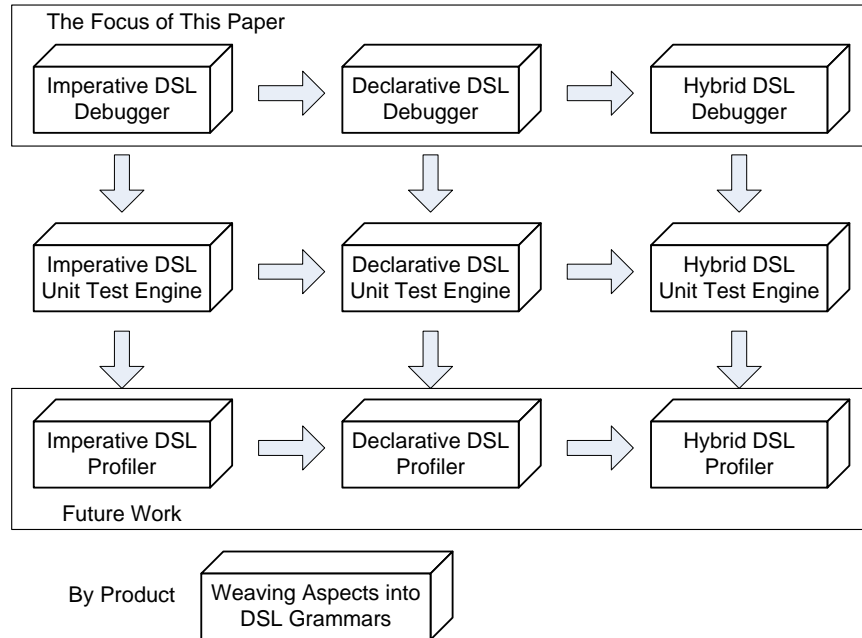 The Focus of This Paper
Imperative DSL
Debugger
Declarative DSL
Debugger
Hybrid DSL
Debugger
Imperative DSL
Unit Test Engine
Declarative DSL
Unit Test Engine
Hybrid DSL
Unit Test Engine
Imperative DSL
Profiler
Declarative DSL
Profiler
Hybrid DSL
Profiler
Future Work
By Product
Weaving Aspects into
DSL Grammars